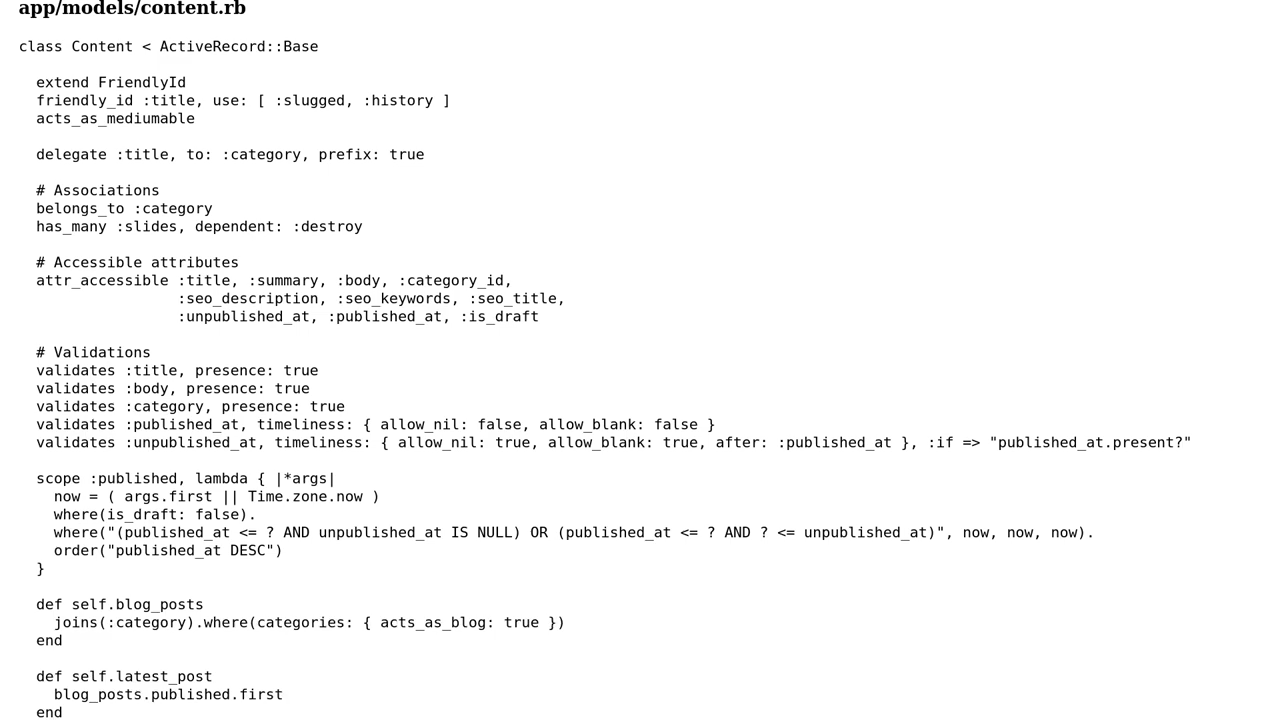 app/models/content.rb
class Content < ActiveRecord::Base
extend FriendlyId
friendly_id :title, use: [ :slugged, :history ]
acts_as_mediumable
delegate :title, to: :category, prefix: true
# Associations
belongs_to :category
has_many :slides, dependent: :destroy
# Accessible attributes
attr_accessible :title, :summary, :body, :category_id,
:seo_description, :seo_keywords, :seo_title,
:unpublished_at, :published_at, :is_draft
# Validations
validates :title, presence: true
validates :body, presence: true
validates :category, presence: true
validates :published_at, timeliness: { allow_nil: false, allow_blank: false }
validates :unpublished_at, timeliness: { allow_nil: true, allow_blank: true, after: :published_at }, :if => "published_at.present?"
scope :published, lambda { |*args|
now = ( args.first || Time.zone.now )
where(is_draft: false).
where("(published_at <= ? AND unpublished_at IS NULL) OR (published_at <= ? AND ? <= unpublished_at)", now, now, now).
order("published_at DESC")
}
def self.blog_posts
joins(:category).where(categories: { acts_as_blog: true })
end
def self.latest_post
blog_posts.published.first
end